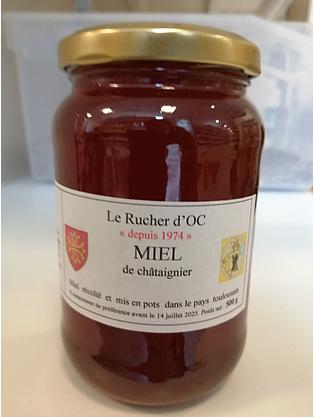 Le Rucher d'OC
« depuis 1974 »
MIEL
de châtaignier
Miel récolté et mis en pots dans le pays toulousain
A consommer de préférence avant le 14 juillet 2025. Poids net 500 g